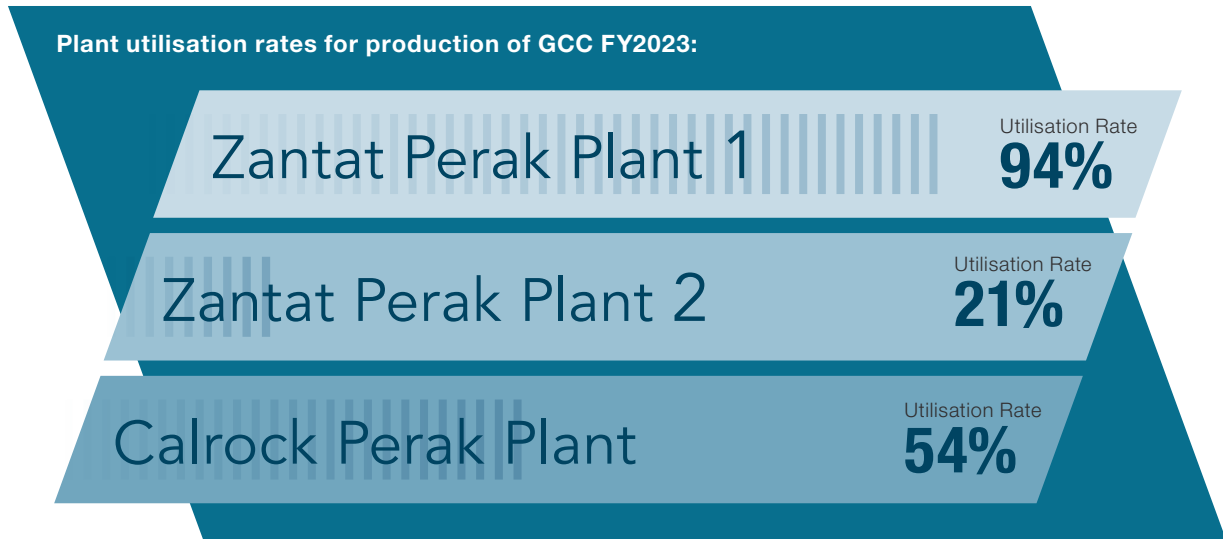 Plant utilisation rates for production of GCC FY2023:
Zantat Perak Plant 1
Utilisation Rate
94%
Zantat Perak Plant 2
Utilisation Rate
21%
Calrock Perak Plant
Utilisation Rate
54%